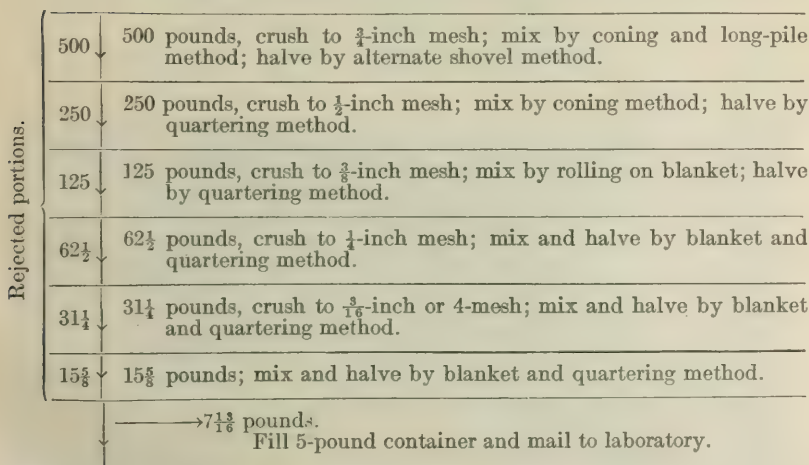 Rejected portions.
500 500 pounds, crush to ¾-inch mesh; mix by coning and long-pile
method; halve by alternate shovel method.
250 250 pounds, crush to ½-inch mesh; mix by coning method; halve by
quartering method.
125 125 pounds, crush to ⅜-inch mesh; mix by rolling on blanket; halve
by quartering method.
62½ 62½ pounds, crush to ¼-inch mesh; mix and halve by blanket and
quartering method.
31¼ 31¼ pounds, crush to 3/16-inch or 4-mesh; mix and halve by blanket
and quartering method.
15⅝ 15⅝ pounds; mix and halve by blanket and quartering method.
7 13/16 pounds.
Fill 5-pound container and mail to laboratory.